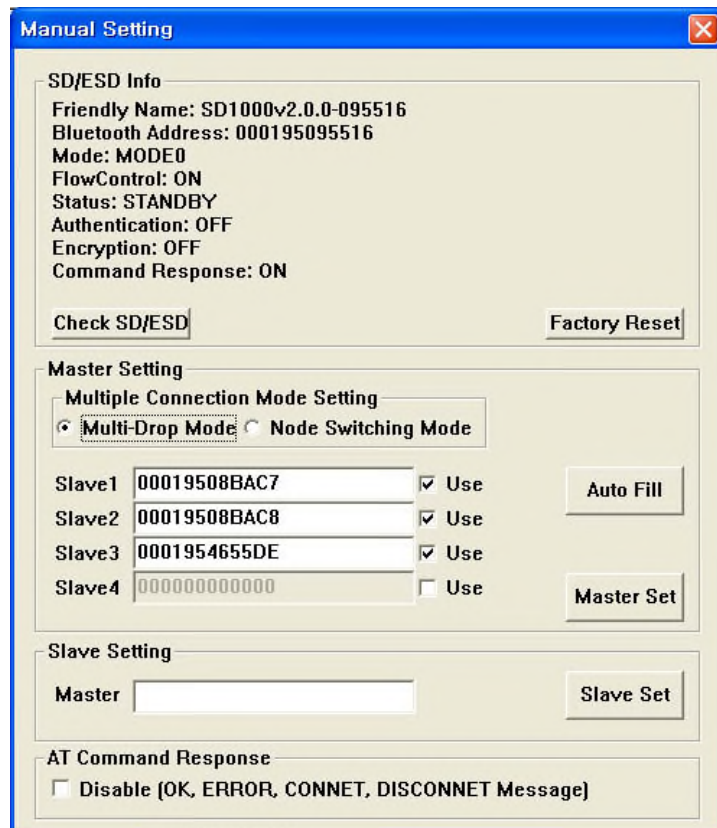 Manual Setting
SD/ESD Info
Friendly Name: SD1000v2.0.0-095516
Bluetooth Address: 000195095516
Mode: MODE0
FlowControl: ON
Status: STANDBY
Authentication: OFF
Encryption: OFF
Command Response: ON
Check SD/ESD Factory Reset
Master Setting
Multiple Connection Mode Setting
Multi-Drop Mode Node Switching Mode
Slave1 00019508BAC7 Use Auto Fill
Slave2 00019508BAC8 Use
Slave3 0001954655DE Use
Slave4 000000000000 Use Master Set
Slave Setting
Master Slave Set
AT Command Response
Disable (OK, ERROR, CONNET, DISCONNET Message)